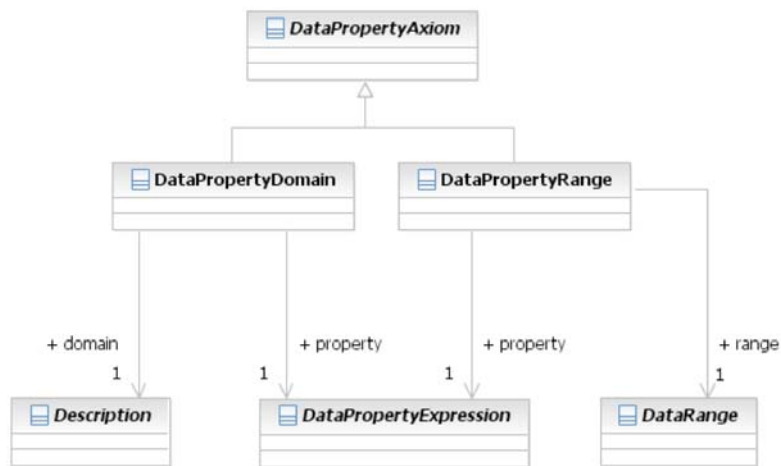 DataPropertyAxiom
DataPropertyDomain
DataPropertyRange
+ domain
+ property
+ property
+ range
1
1
1
1
Description
DataPropertyExpression
DataRange